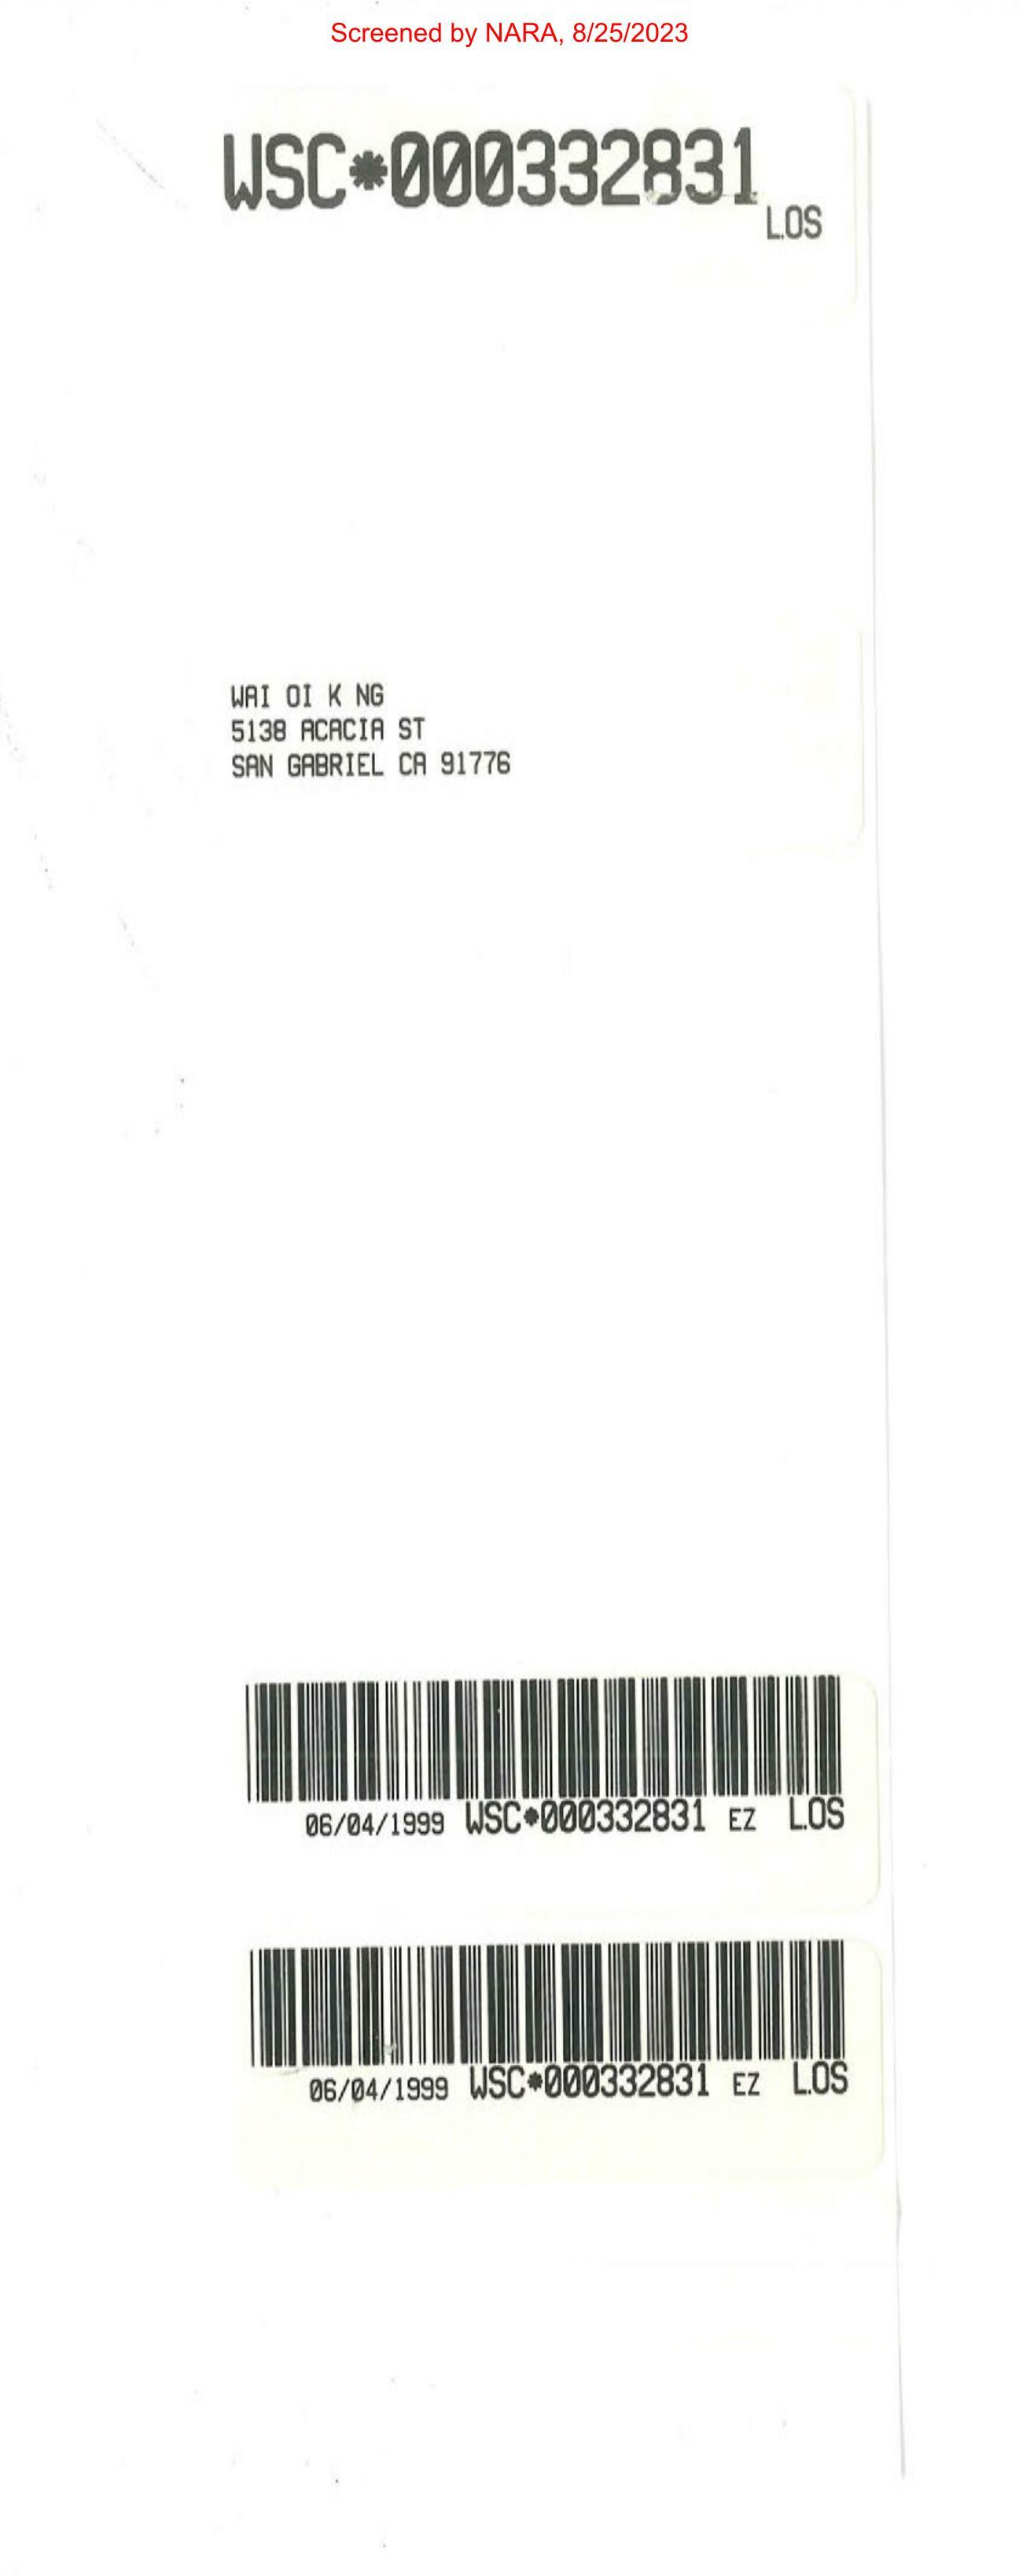 Screened by NARA, 8/25/2023
WSC*000332831
LOS
WAI OI K NG
5138 ACACIA ST
SAN GABRIEL CA 91776
06/04/1999 WSC*000332831 EZ LOS
06/04/1999 WSC*000332831 EZ LOS